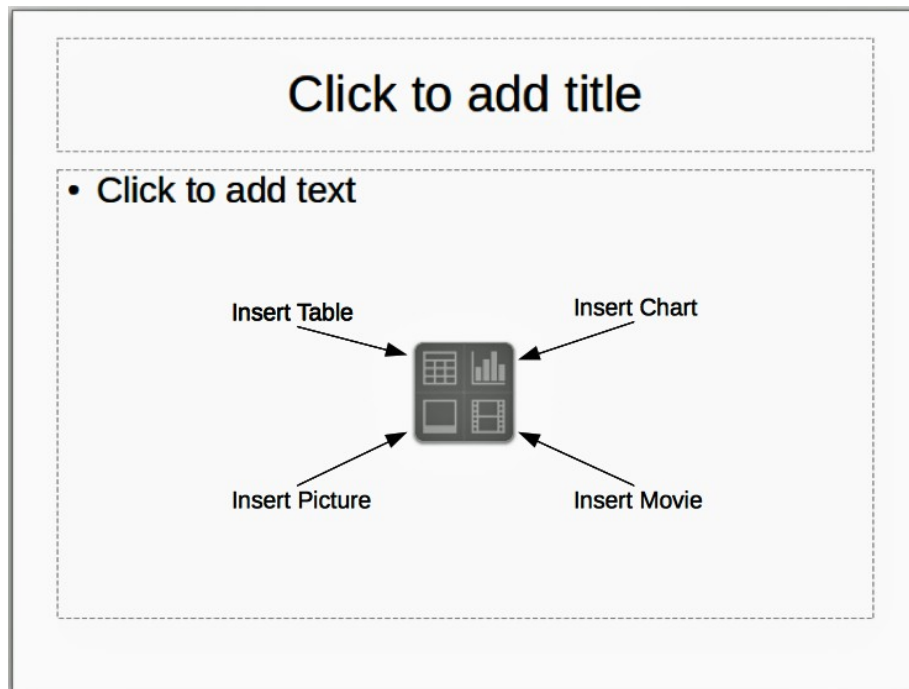 Click to add title
• Click to add text
Insert Table
Insert Chart
Insert Picture
Insert Movie